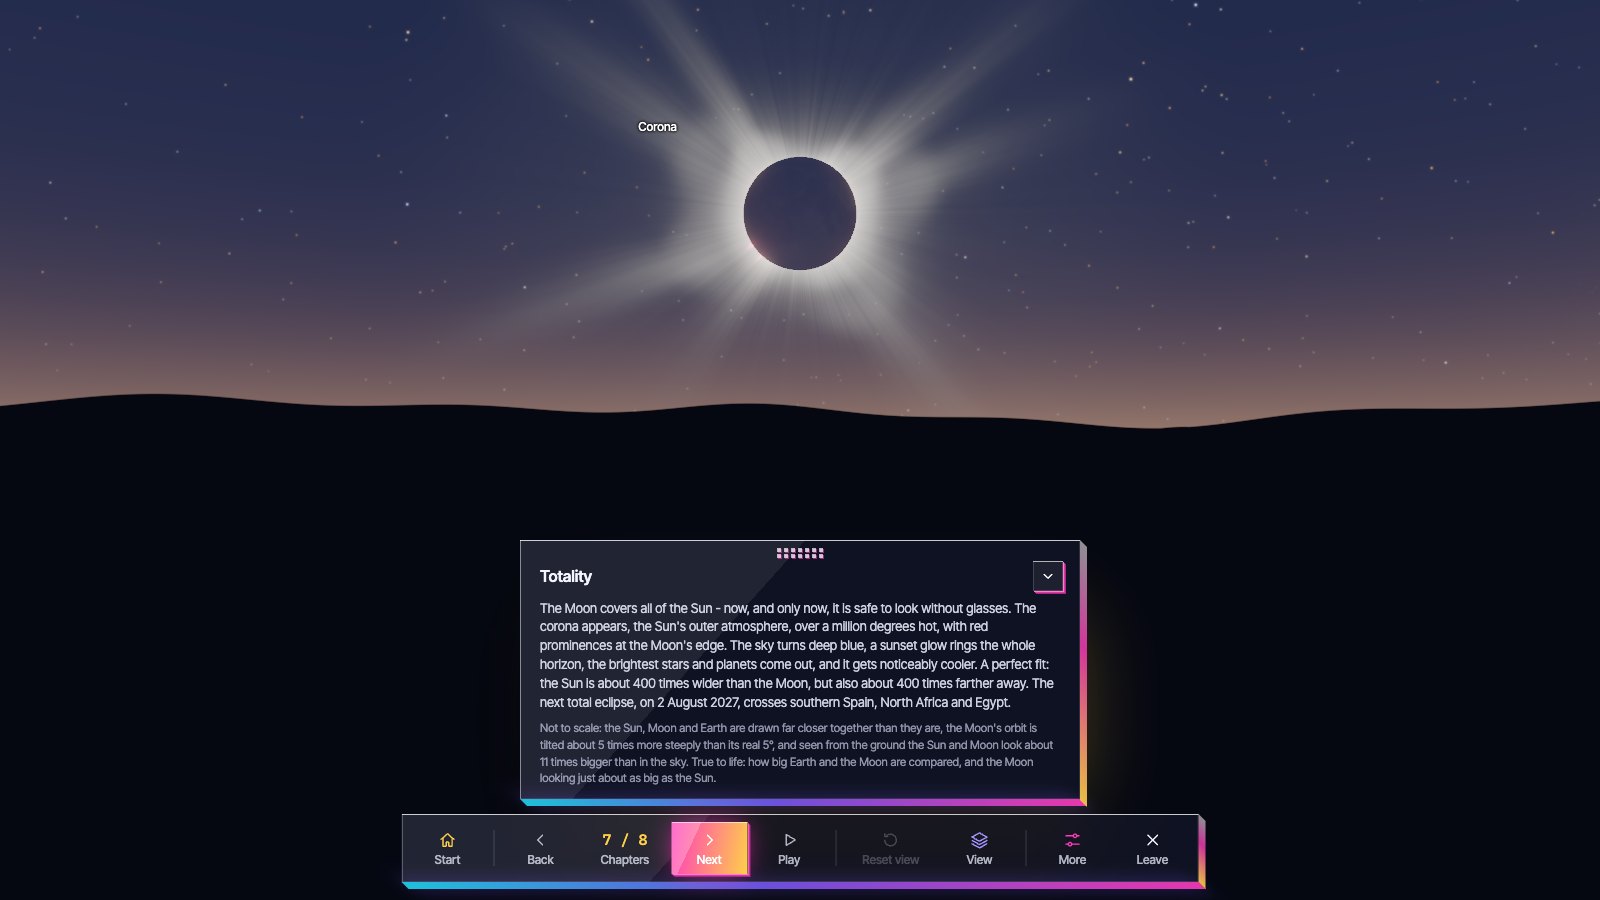 Corona
Totality
The Moon covers all of the Sun - now, and only now, it is safe to look without glasses. The
corona appears, the Sun's outer atmosphere, over a million degrees hot, with red
prominences at the Moon's edge. The sky turns deep blue, a sunset glow rings the whole
horizon, the brightest stars and planets come out, and it gets noticeably cooler. A perfect fit:
the Sun is about 400 times wider than the Moon, but also about 400 times farther away. The
next total eclipse, on 2 August 2027, crosses southern Spain, North Africa and Egypt.
Not to scale: the Sun, Moon and Earth are drawn far closer together than they are, the Moon's orbit is
tilted about 5 times more steeply than its real 5°, and seen from the ground the Sun and Moon look about
11 times bigger than in the sky. True to life: how big Earth and the Moon are compared, and the Moon
looking just about as big as the Sun.
7 / 8
Start
Back
Chapters
Next
Play
Reset view
View
More
Leave